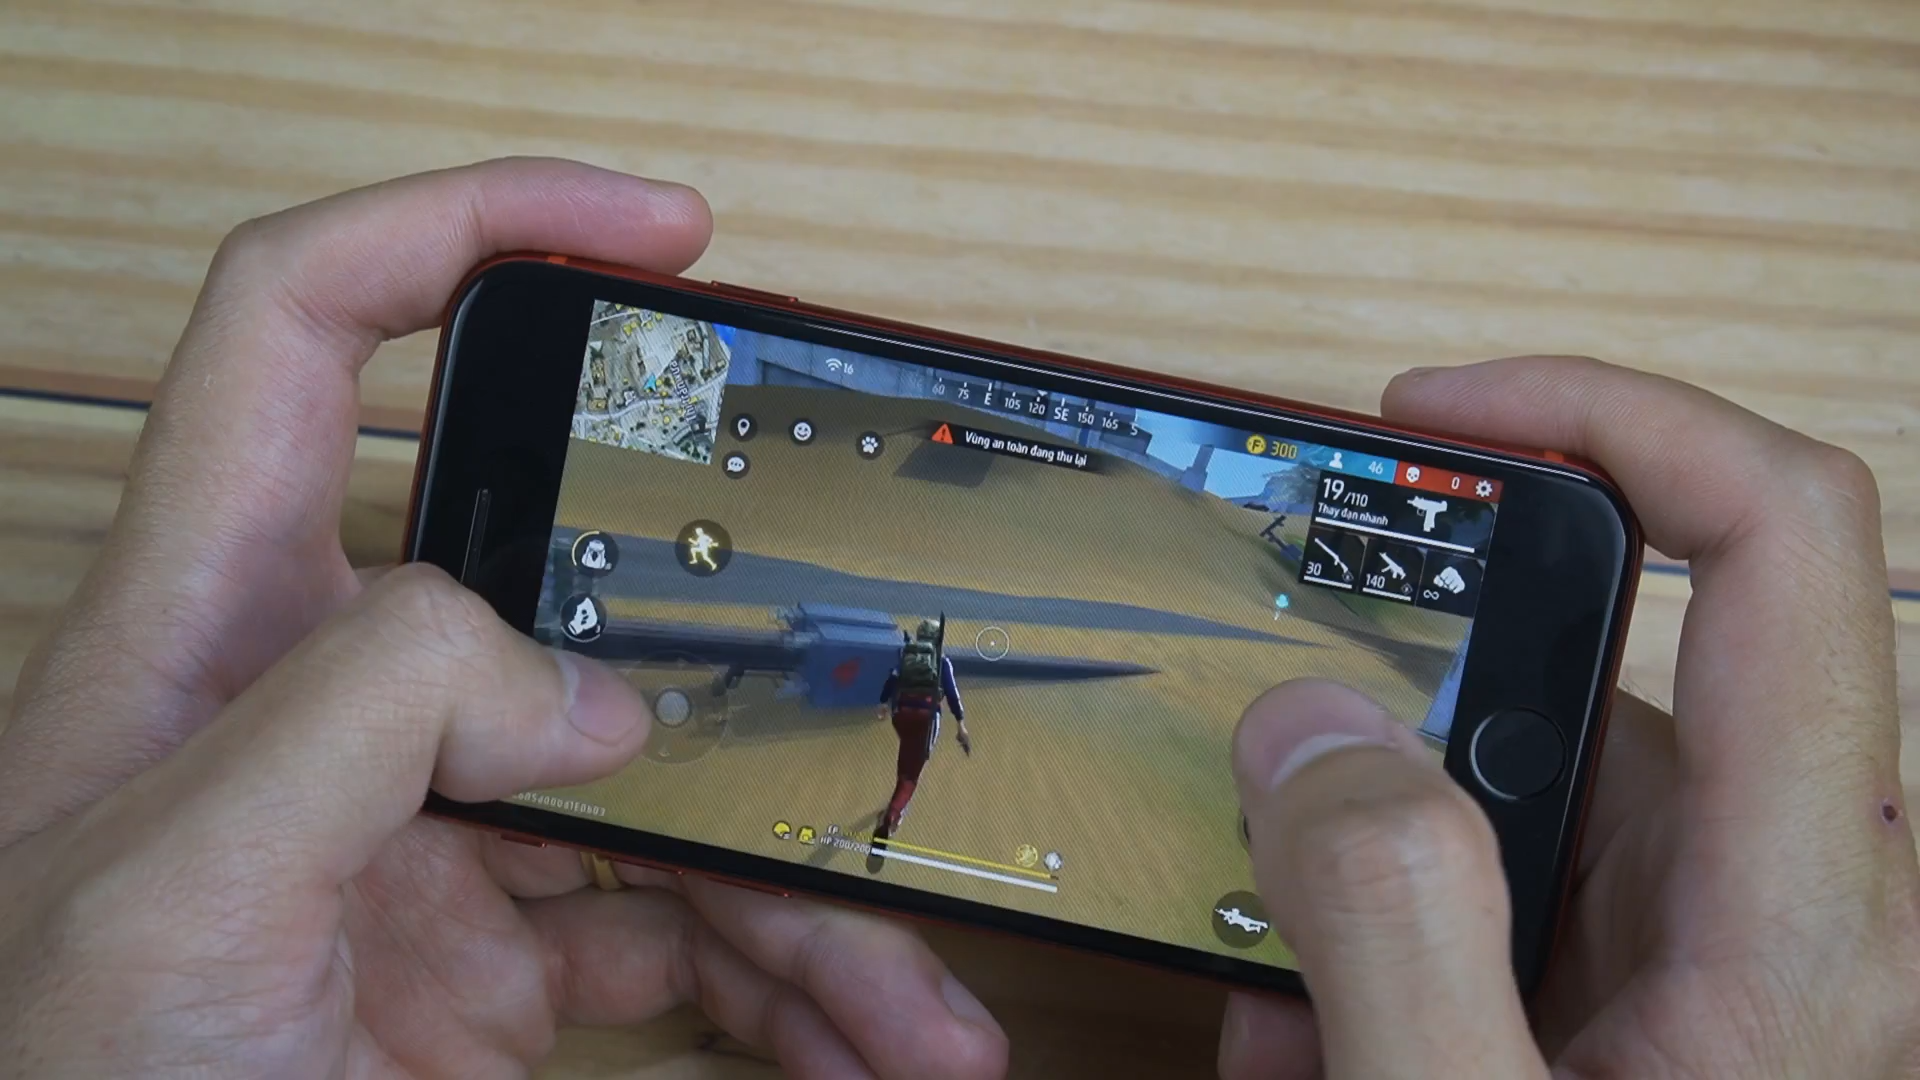 16
60 75 E 105 120 SE 150 165 S
Vùng an toàn đang thu lại
300
46
0
19/110
Thay đạn nhanh
30
140
∞
EP
HP 200/200